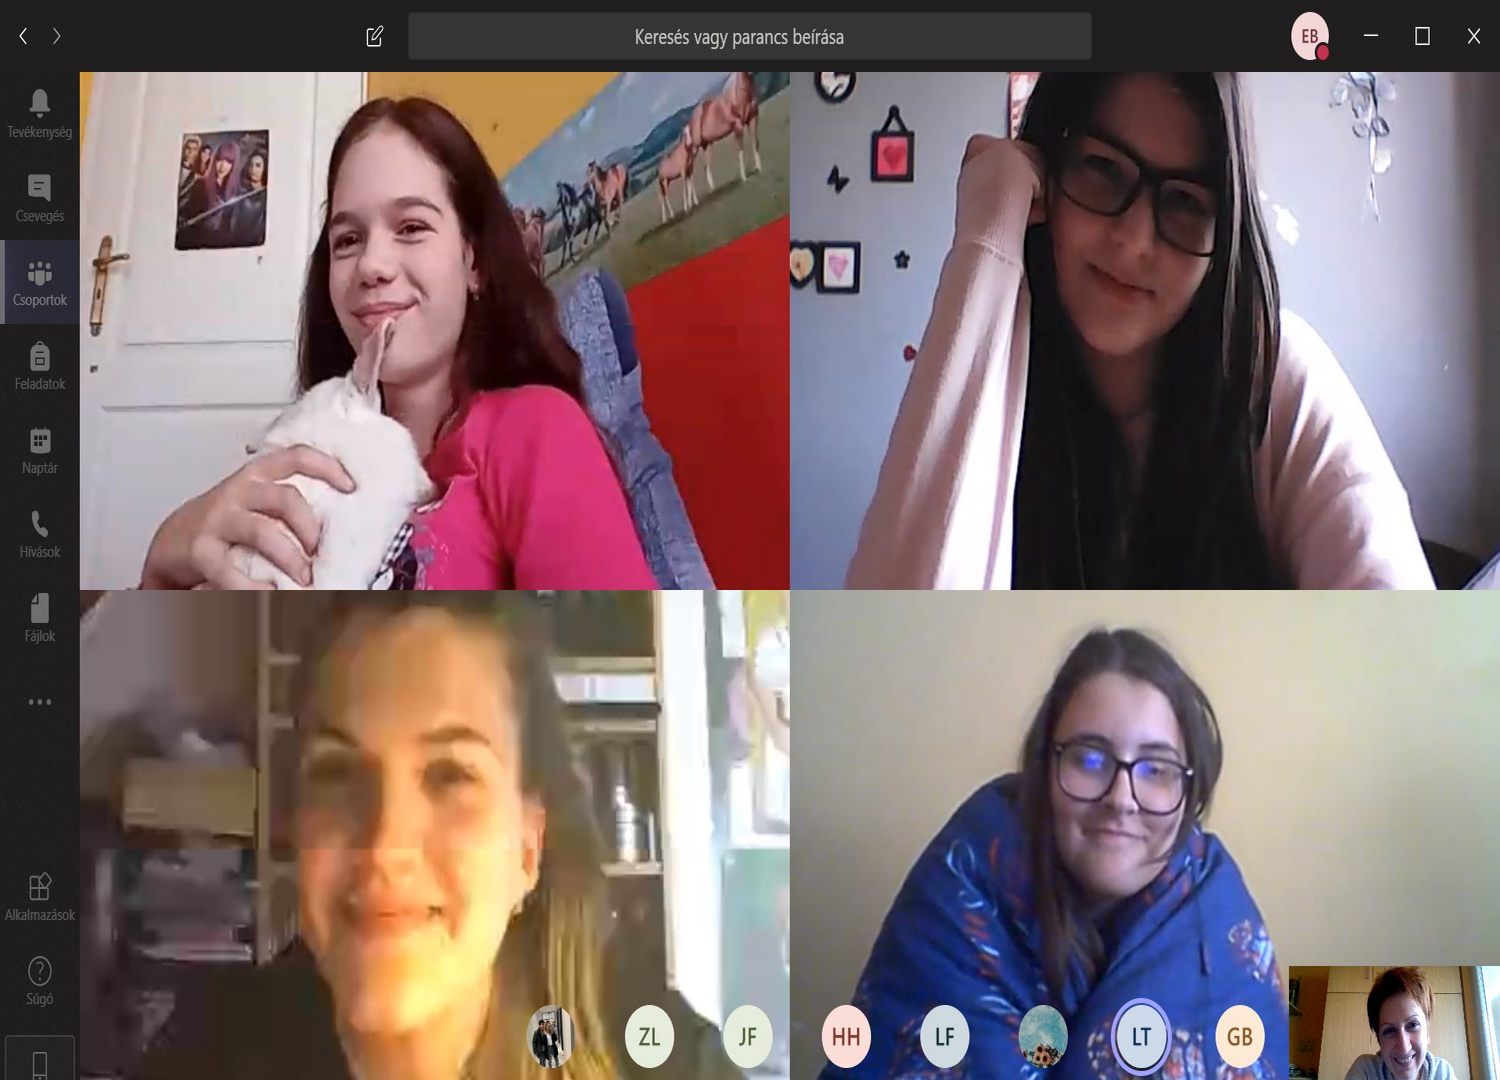 Keresés vagy parancs beírása
EB
Tevékenység
Csevegés
Csoportok
Feladatok
Naptár
Hívások
Fájlok
Alkalmazások
Súgó
ZL
JF
HH
LF
LT
GB